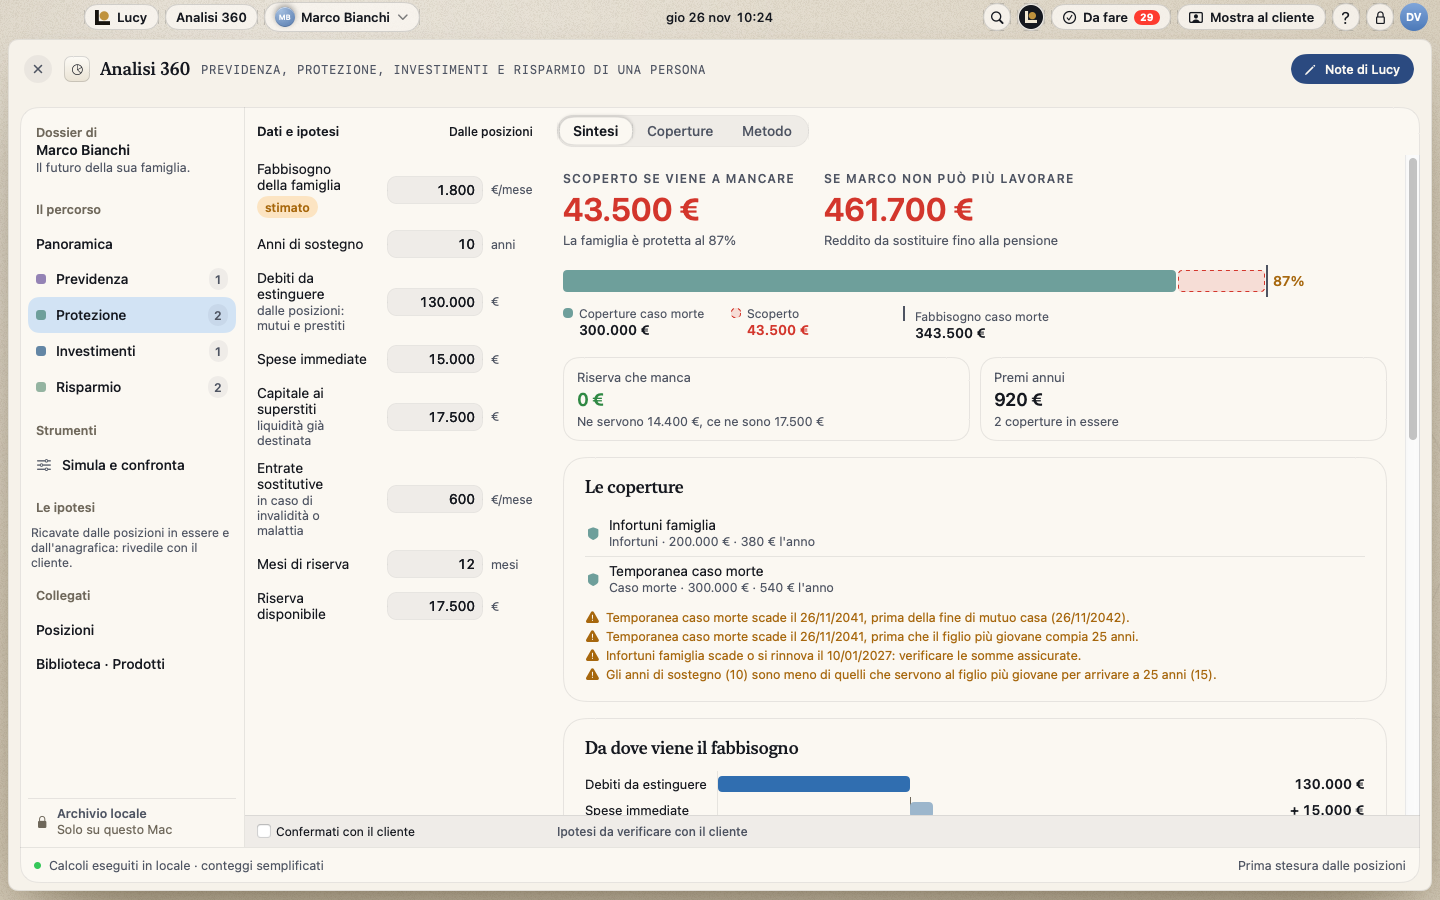 Lucy
Analisi 360
MB Marco Bianchi
gio 26 nov 10:24
Da fare 29
Mostra al cliente
?
DV
Analisi 360 PREVIDENZA, PROTEZIONE, INVESTIMENTI E RISPARMIO DI UNA PERSONA
Note di Lucy
Dossier di
Marco Bianchi
Il futuro della sua famiglia.
Il percorso
Panoramica
Previdenza 1
Protezione 2
Investimenti 1
Risparmio 2
Strumenti
Simula e confronta
Le ipotesi
Ricavate dalle posizioni in essere e
dall'anagrafica: rivedile con il
cliente.
Collegati
Posizioni
Biblioteca · Prodotti
Archivio locale
Solo su questo Mac
Dati e ipotesi Dalle posizioni
Fabbisogno
della famiglia
stimato
1.800 €/mese
Anni di sostegno 10 anni
Debiti da
estinguere
dalle posizioni:
mutui e prestiti
130.000 €
Spese immediate 15.000 €
Capitale ai
superstiti
liquidità già
destinata
17.500 €
Entrate
sostitutive
in caso di
invalidità o
malattia
600 €/mese
Mesi di riserva 12 mesi
Riserva
disponibile
17.500 €
Sintesi Coperture Metodo
SCOPERTO SE VIENE A MANCARE
43.500 €
La famiglia è protetta al 87%
SE MARCO NON PUÒ PIÙ LAVORARE
461.700 €
Reddito da sostituire fino alla pensione
87%
Coperture caso morte
300.000 €
Scoperto
43.500 €
Fabbisogno caso morte
343.500 €
Riserva che manca
0 €
Ne servono 14.400 €, ce ne sono 17.500 €
Premi annui
920 €
2 coperture in essere
Le coperture
Infortuni famiglia
Infortuni · 200.000 € · 380 € l'anno
Temporanea caso morte
Caso morte · 300.000 € · 540 € l'anno
Temporanea caso morte scade il 26/11/2041, prima della fine di mutuo casa (26/11/2042).
Temporanea caso morte scade il 26/11/2041, prima che il figlio più giovane compia 25 anni.
Infortuni famiglia scade o si rinnova il 10/01/2027: verificare le somme assicurate.
Gli anni di sostegno (10) sono meno di quelli che servono al figlio più giovane per arrivare a 25 anni (15).
Da dove viene il fabbisogno
Debiti da estinguere 130.000 €
Spese immediate + 15.000 €
Confermati con il cliente
Ipotesi da verificare con il cliente
Calcoli eseguiti in locale · conteggi semplificati
Prima stesura dalle posizioni